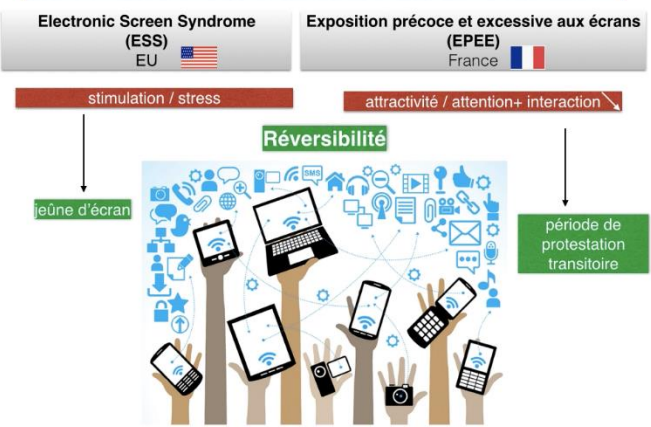 Electronic Screen Syndrome
(ESS)
EU
Exposition précoce et excessive aux écrans
(EPEE)
France
stimulation / stress
attractivité / attention+ interaction
Réversibilité
jeûne d'écran
SMS
période de
protestation
transitoire